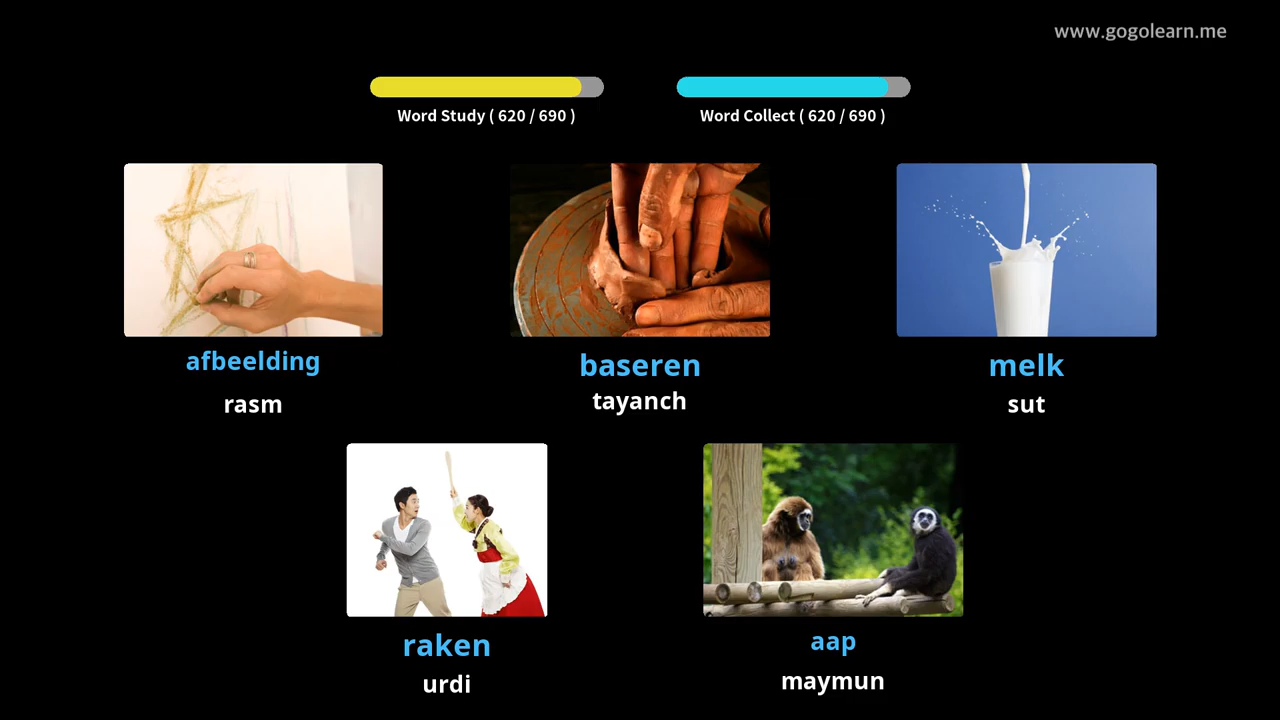 www.gogolearn.me
Word Study ( 620 / 690 )
Word Collect ( 620 / 690 )
afbeelding
rasm
baseren
tayanch
melk
sut
raken
urdi
aap
maymun